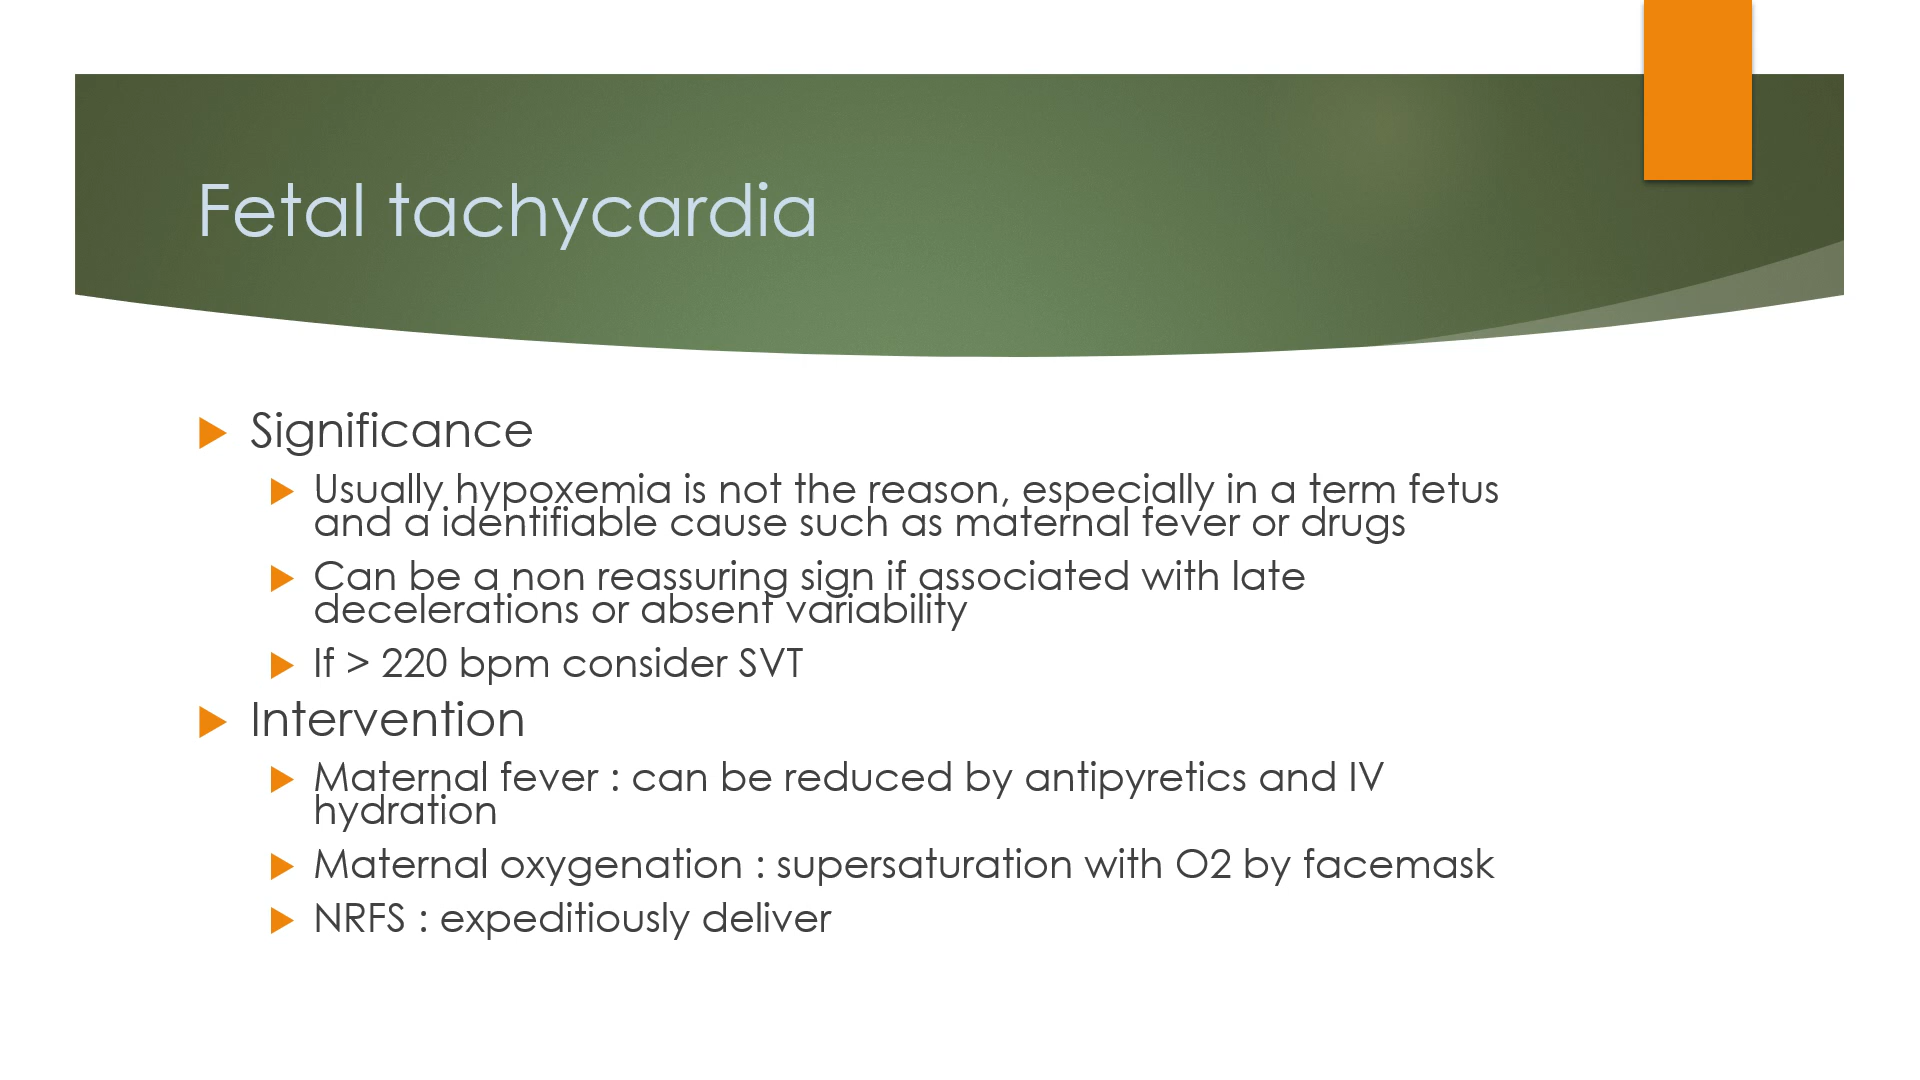 Fetal tachycardia
Significance
Usually hypoxemia is not the reason, especially in a term fetus
and a identifiable cause such as maternal fever or drugs
Can be a non reassuring sign if associated with late
decelerations or absent variability
If > 220 bpm consider SVT
Intervention
Maternal fever : can be reduced by antipyretics and IV
hydration
Maternal oxygenation : supersaturation with O2 by facemask
NRFS : expeditiously deliver